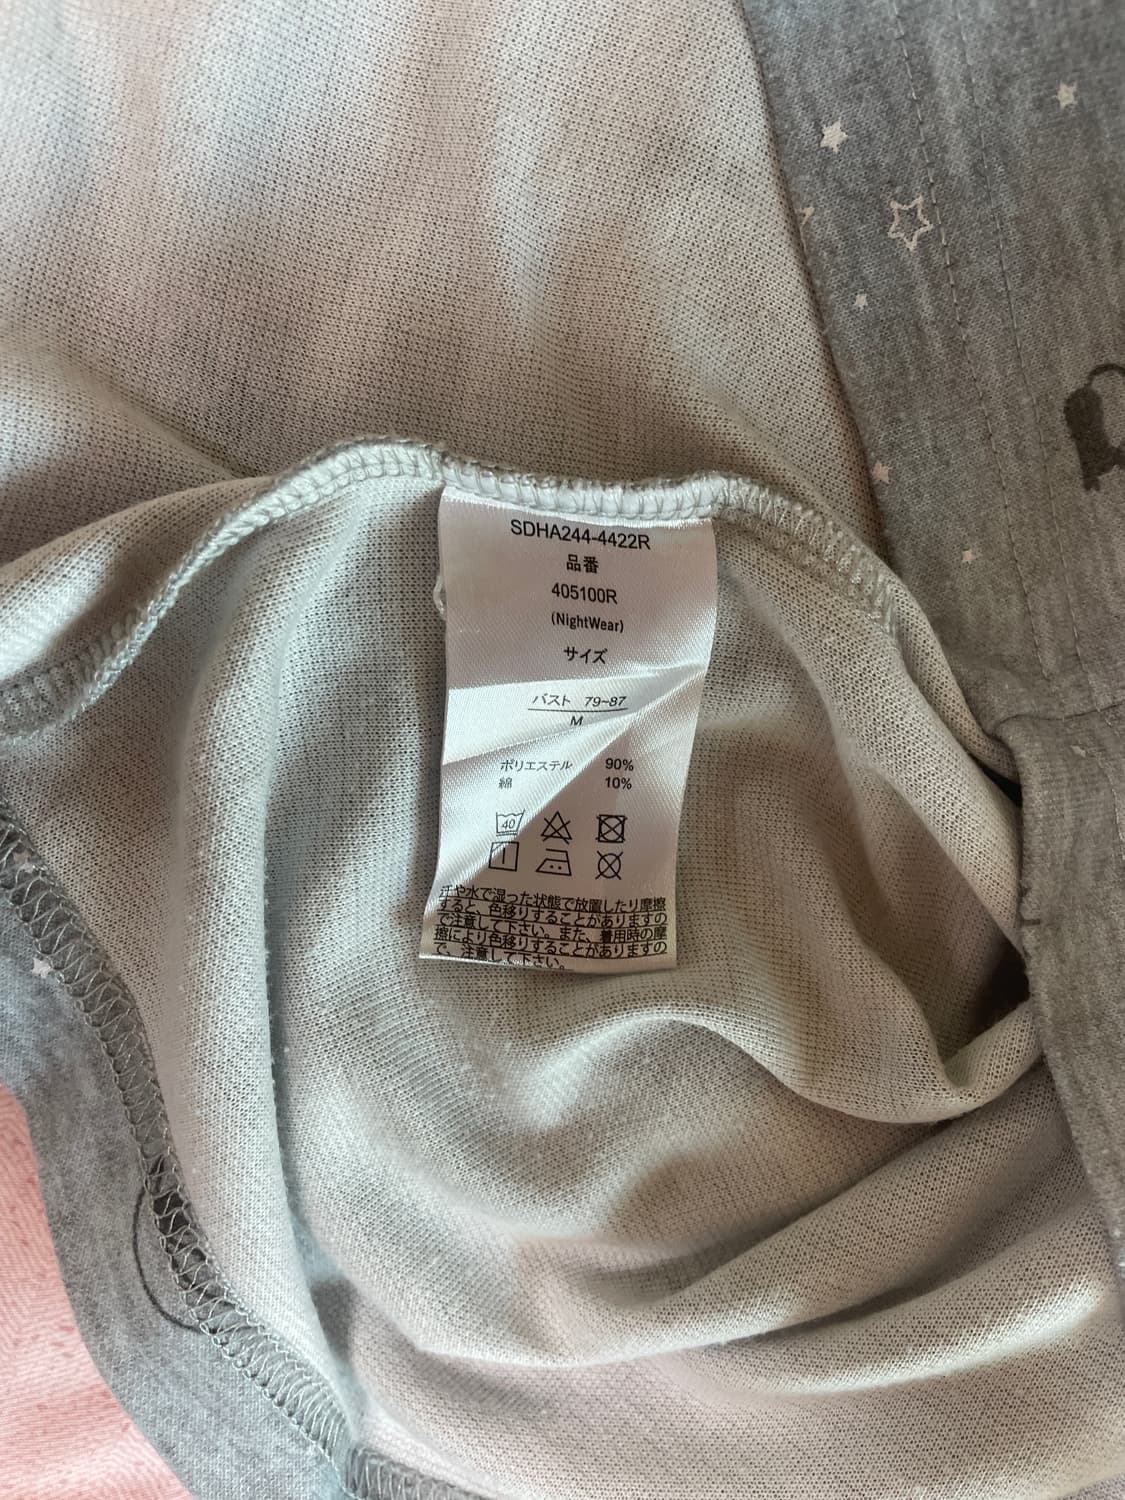 SDHA244-4422R
品番
405100R
(NightWear)
サイズ
バスト 79~87
M
ポリエステル 90%
綿 10%
40
汗や水で湿った状態で放置したり摩擦
すると、色移りすることがありますの
で注意して下さい。また、着用時の摩
擦により色移りすることがありますの
で、注意して下さい。